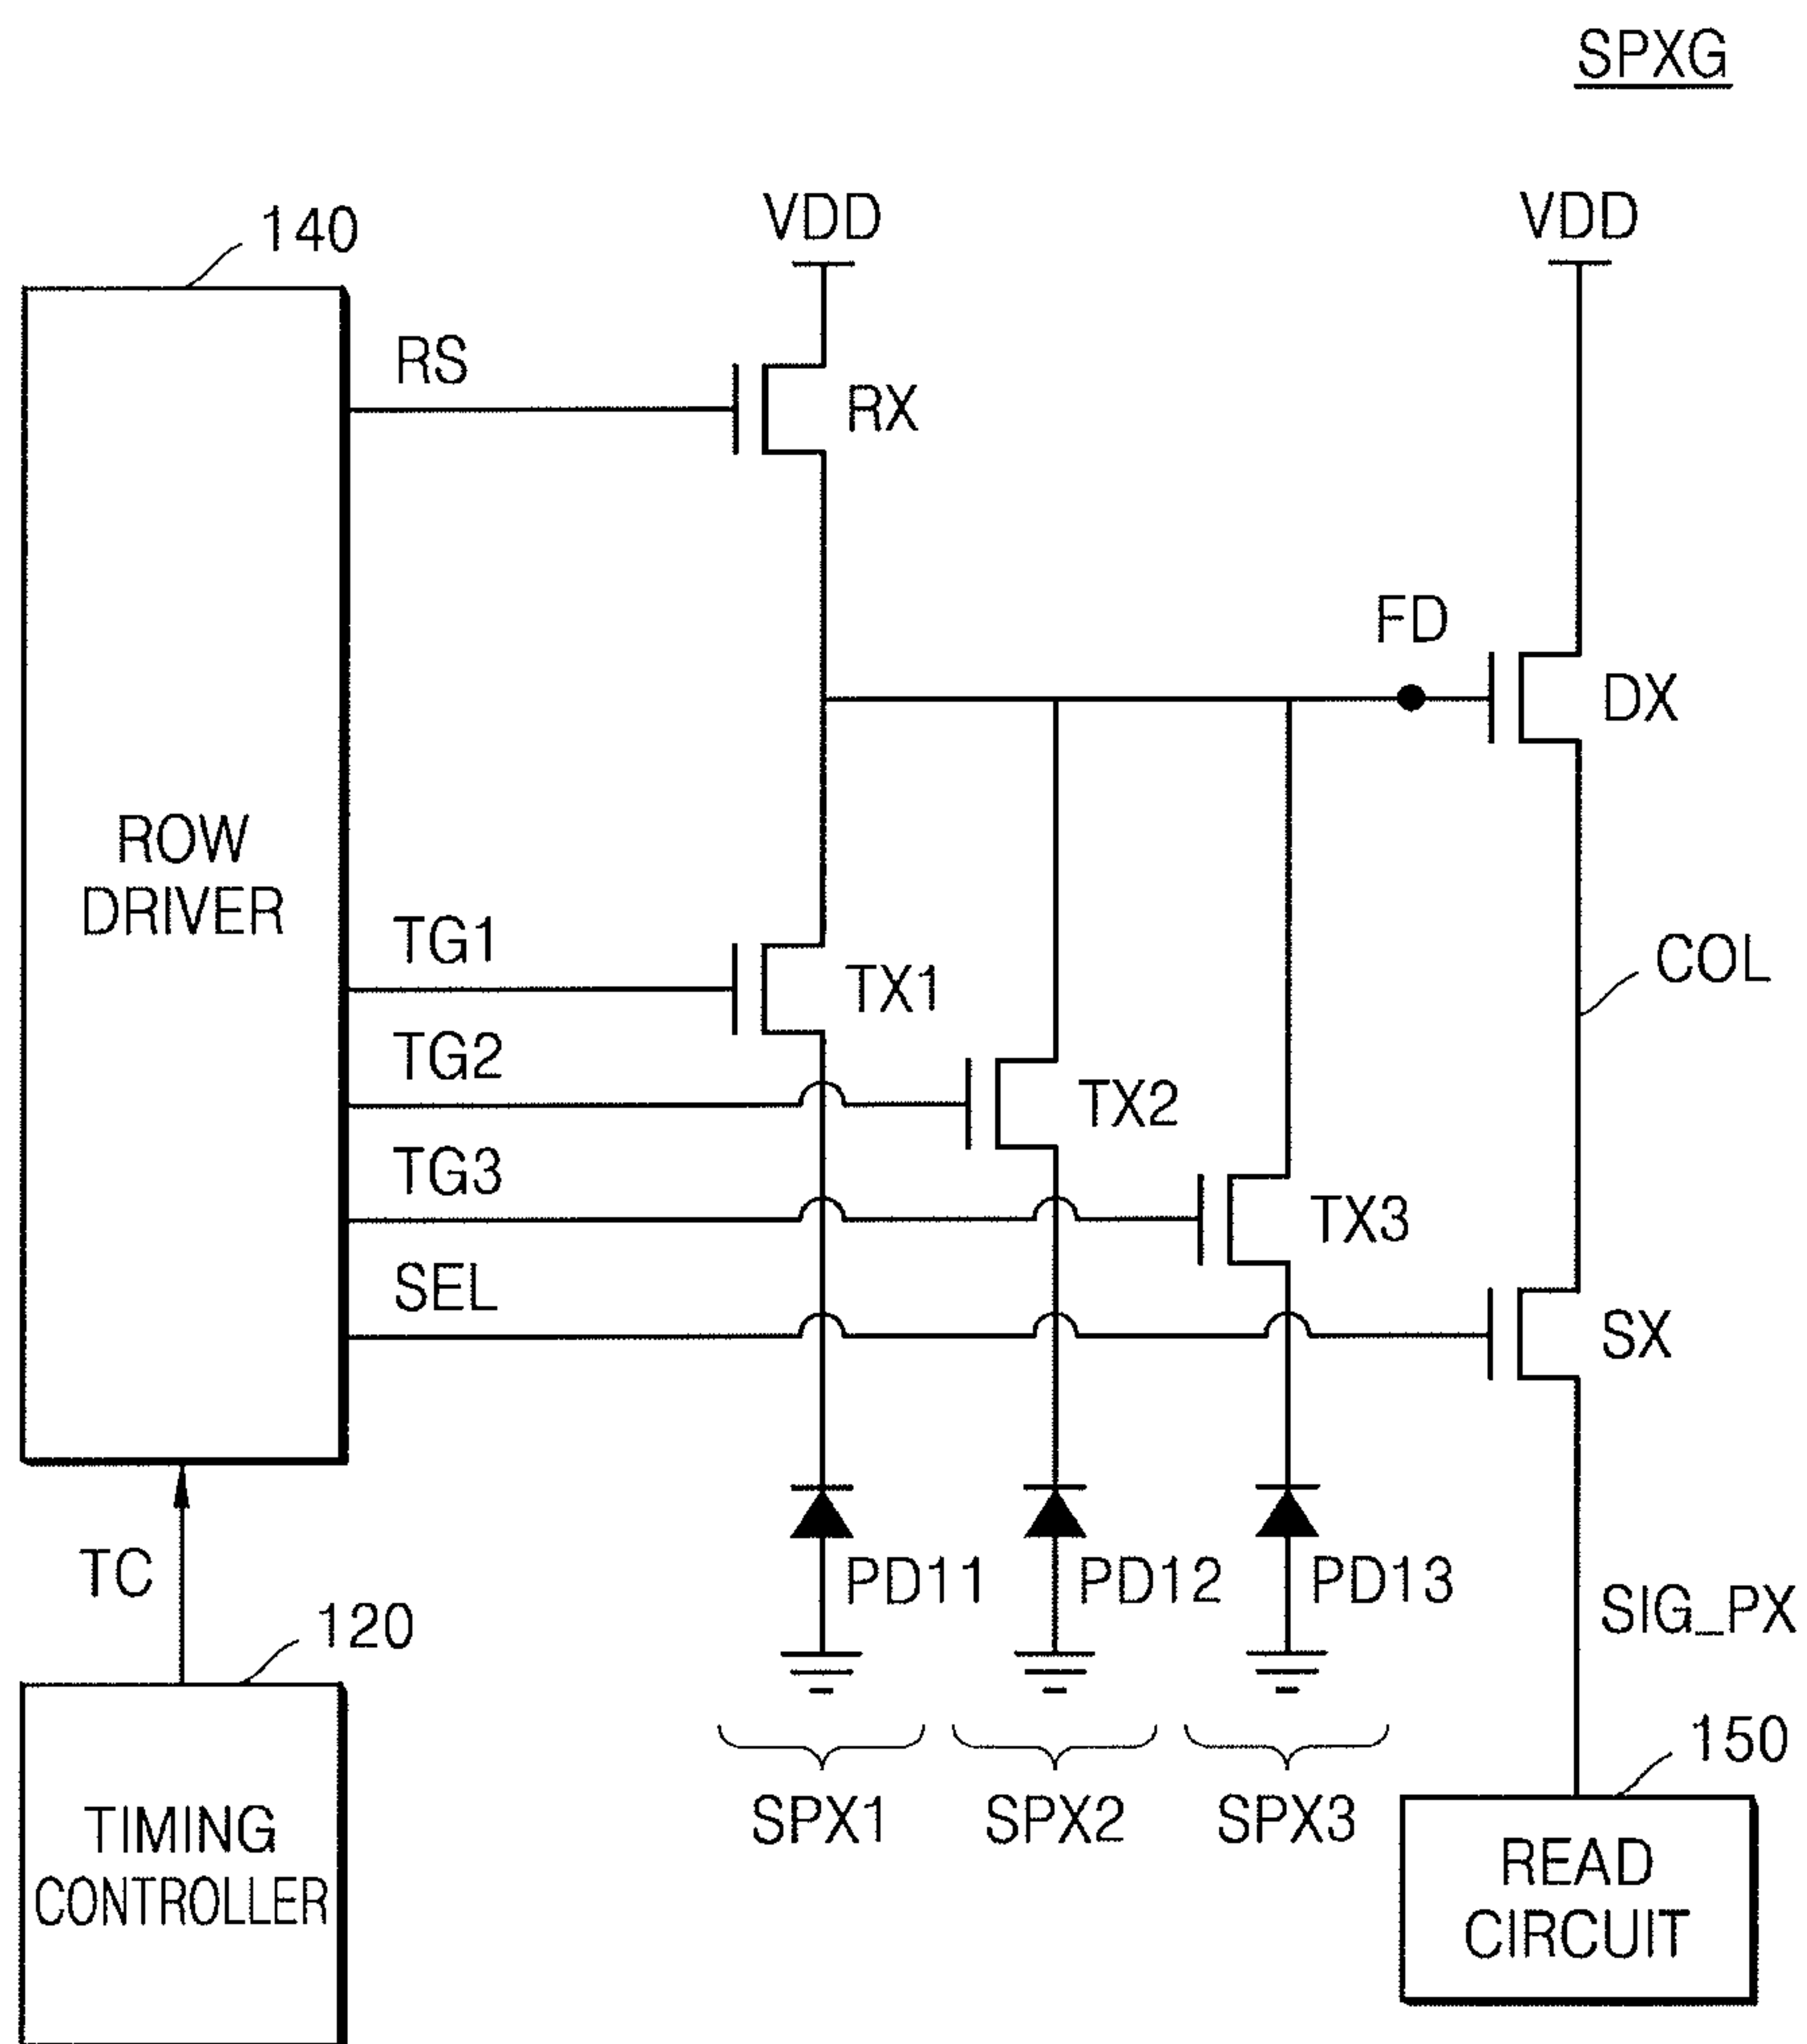 SPXG
140
VDD
VDD
RS
RX
FD
DX
ROW
DRIVER
TG1
TX1
COL
TG2
TX2
TG3
TX3
SEL
SX
TC
PD11
PD12
PD13
120
SIG_PX
150
SPX1
SPX2
SPX3
TIMING
CONTROLLER
READ
CIRCUIT